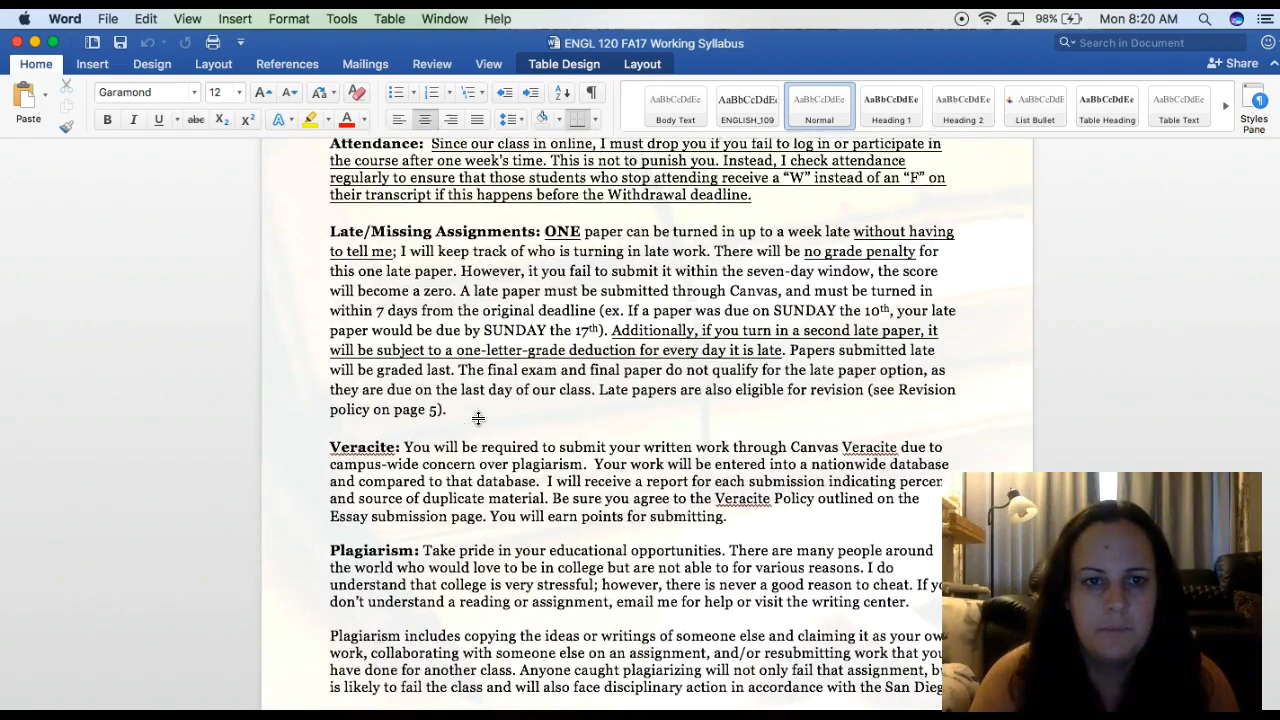 Word File Edit View Insert Format Tools Table Window Help 98% Mon 8:20 AM
ENGL 120 FA17 Working Syllabus Search in Document
Home Insert Design Layout References Mailings Review View Table Design Layout Share
Garamond 12
Paste
B I U abc X2 X2 A A
AaBbCcDdEe AaBbCcDdEe AaBbCcDdEe AaBbCcDdEe AaBbCcDdEe AaBbCcDdE AaBbCcDdEe AaBbCcDdEe
Body Text ENGLISH_109 Normal Heading 1 Heading 2 List Bullet Table Heading Table Text Styles Pane
Attendance: Since our class in online, I must drop you if you fail to log in or participate in
the course after one week’s time. This is not to punish you. Instead, I check attendance
regularly to ensure that those students who stop attending receive a “W” instead of an “F” on
their transcript if this happens before the Withdrawal deadline.
Late/Missing Assignments: ONE paper can be turned in up to a week late without having
to tell me; I will keep track of who is turning in late work. There will be no grade penalty for
this one late paper. However, it you fail to submit it within the seven-day window, the score
will become a zero. A late paper must be submitted through Canvas, and must be turned in
within 7 days from the original deadline (ex. If a paper was due on SUNDAY the 10th, your late
paper would be due by SUNDAY the 17th). Additionally, if you turn in a second late paper, it
will be subject to a one-letter-grade deduction for every day it is late. Papers submitted late
will be graded last. The final exam and final paper do not qualify for the late paper option, as
they are due on the last day of our class. Late papers are also eligible for revision (see Revision
policy on page 5).
Veracite: You will be required to submit your written work through Canvas Veracite due to
campus-wide concern over plagiarism. Your work will be entered into a nationwide database
and compared to that database. I will receive a report for each submission indicating percen
and source of duplicate material. Be sure you agree to the Veracite Policy outlined on the
Essay submission page. You will earn points for submitting.
Plagiarism: Take pride in your educational opportunities. There are many people around
the world who would love to be in college but are not able to for various reasons. I do
understand that college is very stressful; however, there is never a good reason to cheat. If yo
don’t understand a reading or assignment, email me for help or visit the writing center.
Plagiarism includes copying the ideas or writings of someone else and claiming it as your ow
work, collaborating with someone else on an assignment, and/or resubmitting work that you
have done for another class. Anyone caught plagiarizing will not only fail that assignment, b
is likely to fail the class and will also face disciplinary action in accordance with the San Dieg